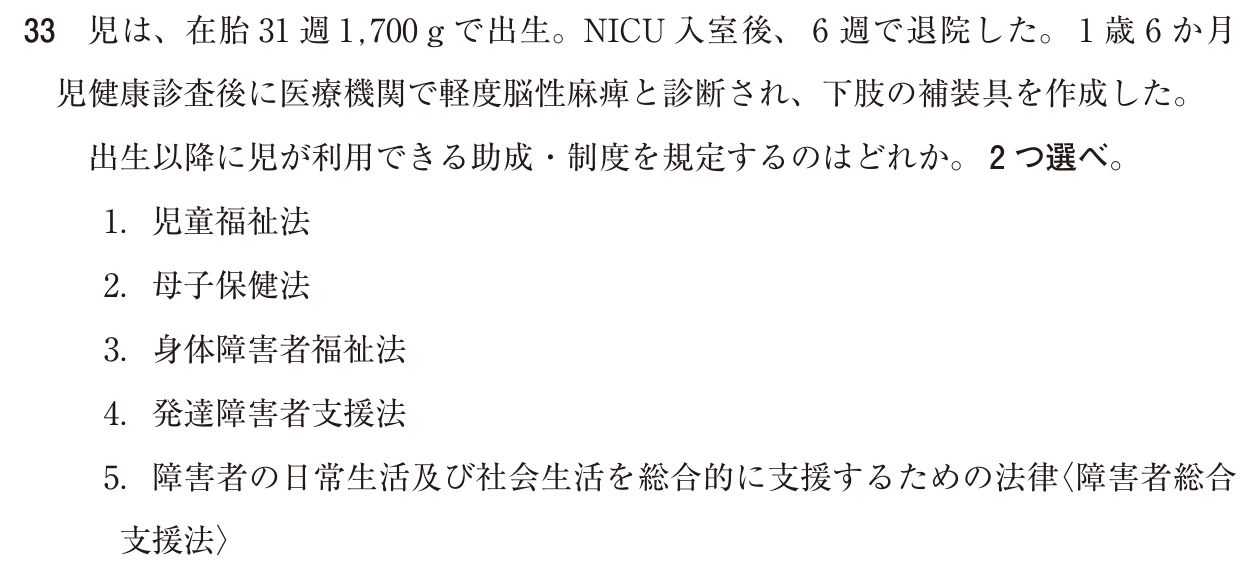 33 児は、在胎 31 週 1,700 g で出生。NICU 入室後、6 週で退院した。1 歳 6 か月
児健康診査後に医療機関で軽度脳性麻痺と診断され、下肢の補装具を作成した。
出生以降に児が利用できる助成・制度を規定するのはどれか。2 つ選べ。
1. 児童福祉法
2. 母子保健法
3. 身体障害者福祉法
4. 発達障害者支援法
5. 障害者の日常生活及び社会生活を総合的に支援するための法律〈障害者総合
支援法〉